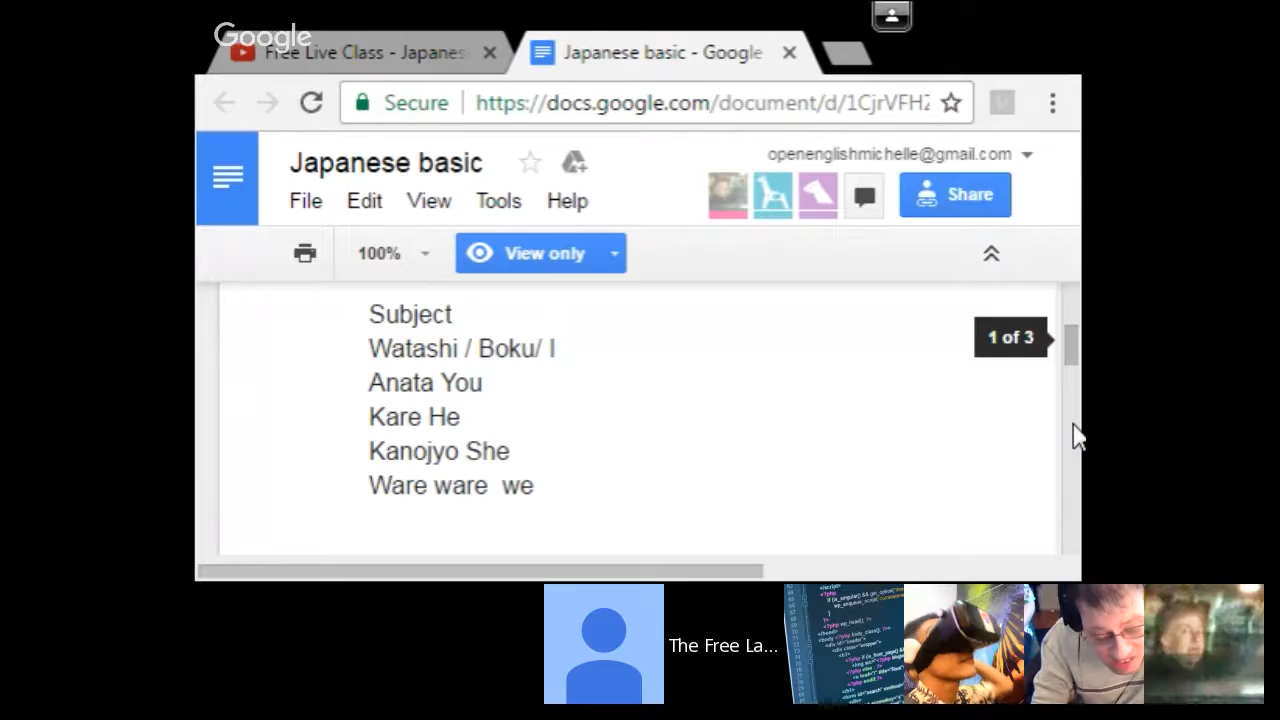 Google
Free Live Class - Japanes
Japanese basic - Google
Secure
https://docs.google.com/document/d/1CjrVFHZ
Japanese basic
openenglishmichelle@gmail.com
File Edit View Tools Help
Share
100%
View only
Subject
Watashi / Boku/ I
1 of 3
Anata You
Kare He
Kanojyo She
Ware ware we
The Free La...